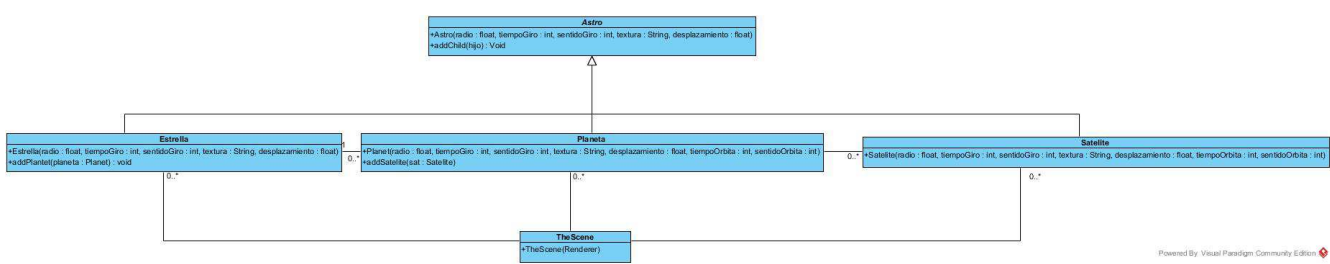 Astro
+Astro(radio : float, tiempoGiro : int, sentidoGiro : int, textura : String, desplazamiento : float)
+addChild(hijo) : Void
Estrella
+Estrella(radio : float, tiempoGiro : int, sentidoGiro : int, textura : String, desplazamiento : float)
+addPlantet(planeta : Planet) : void
1
0..*
0..*
Planeta
+Planet(radio : float, tiempoGiro : int, sentidoGiro : int, textura : String, desplazamiento : float, tiempoOrbita : int, sentidoOrbita : int)
+addSatelite(sat : Satelite)
0..*
0..*
Satelite
+Satelite(radio : float, tiempoGiro : int, sentidoGiro : int, textura : String, desplazamiento : float, tiempoOrbita : int, sentidoOrbita : int)
0..*
TheScene
+TheScene(Renderer)
Powered By Visual Paradigm Community Edition